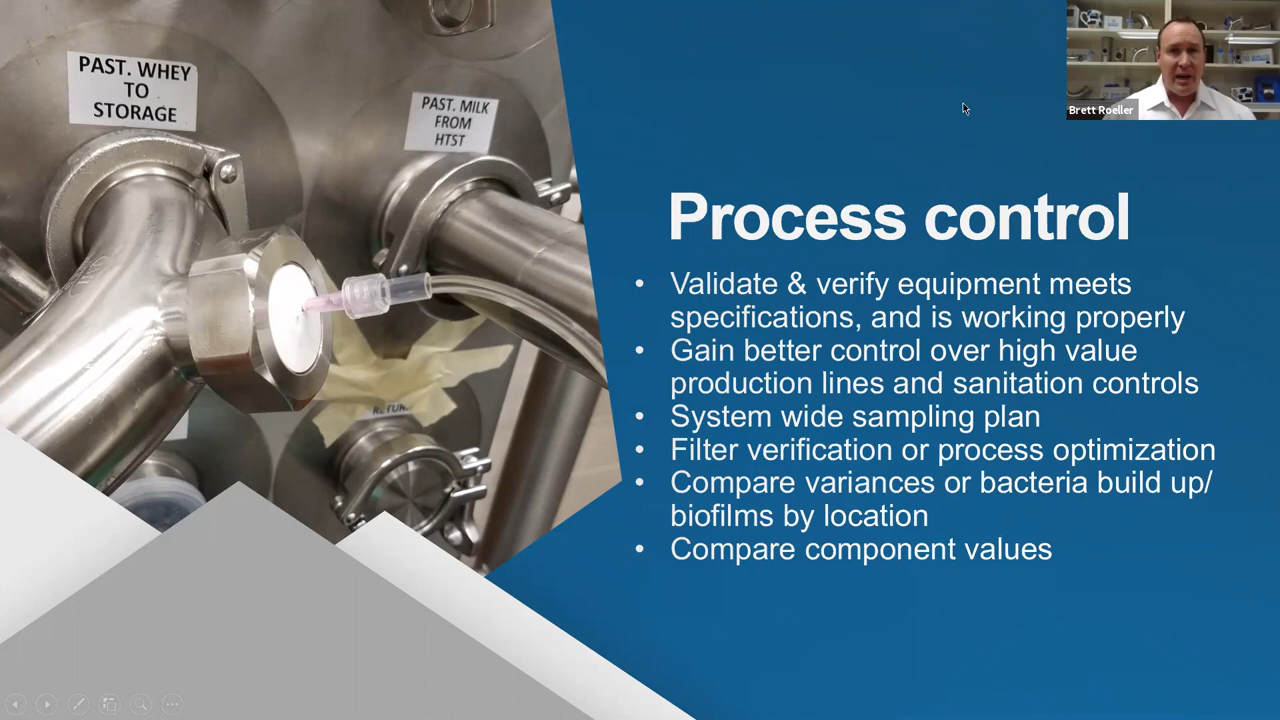 PAST. WHEY
TO
STORAGE
PAST. MILK
FROM
HTST
RETURN
Brett Roeller
Process control
• Validate & verify equipment meets
specifications, and is working properly
• Gain better control over high value
production lines and sanitation controls
• System wide sampling plan
• Filter verification or process optimization
• Compare variances or bacteria build up/
biofilms by location
• Compare component values